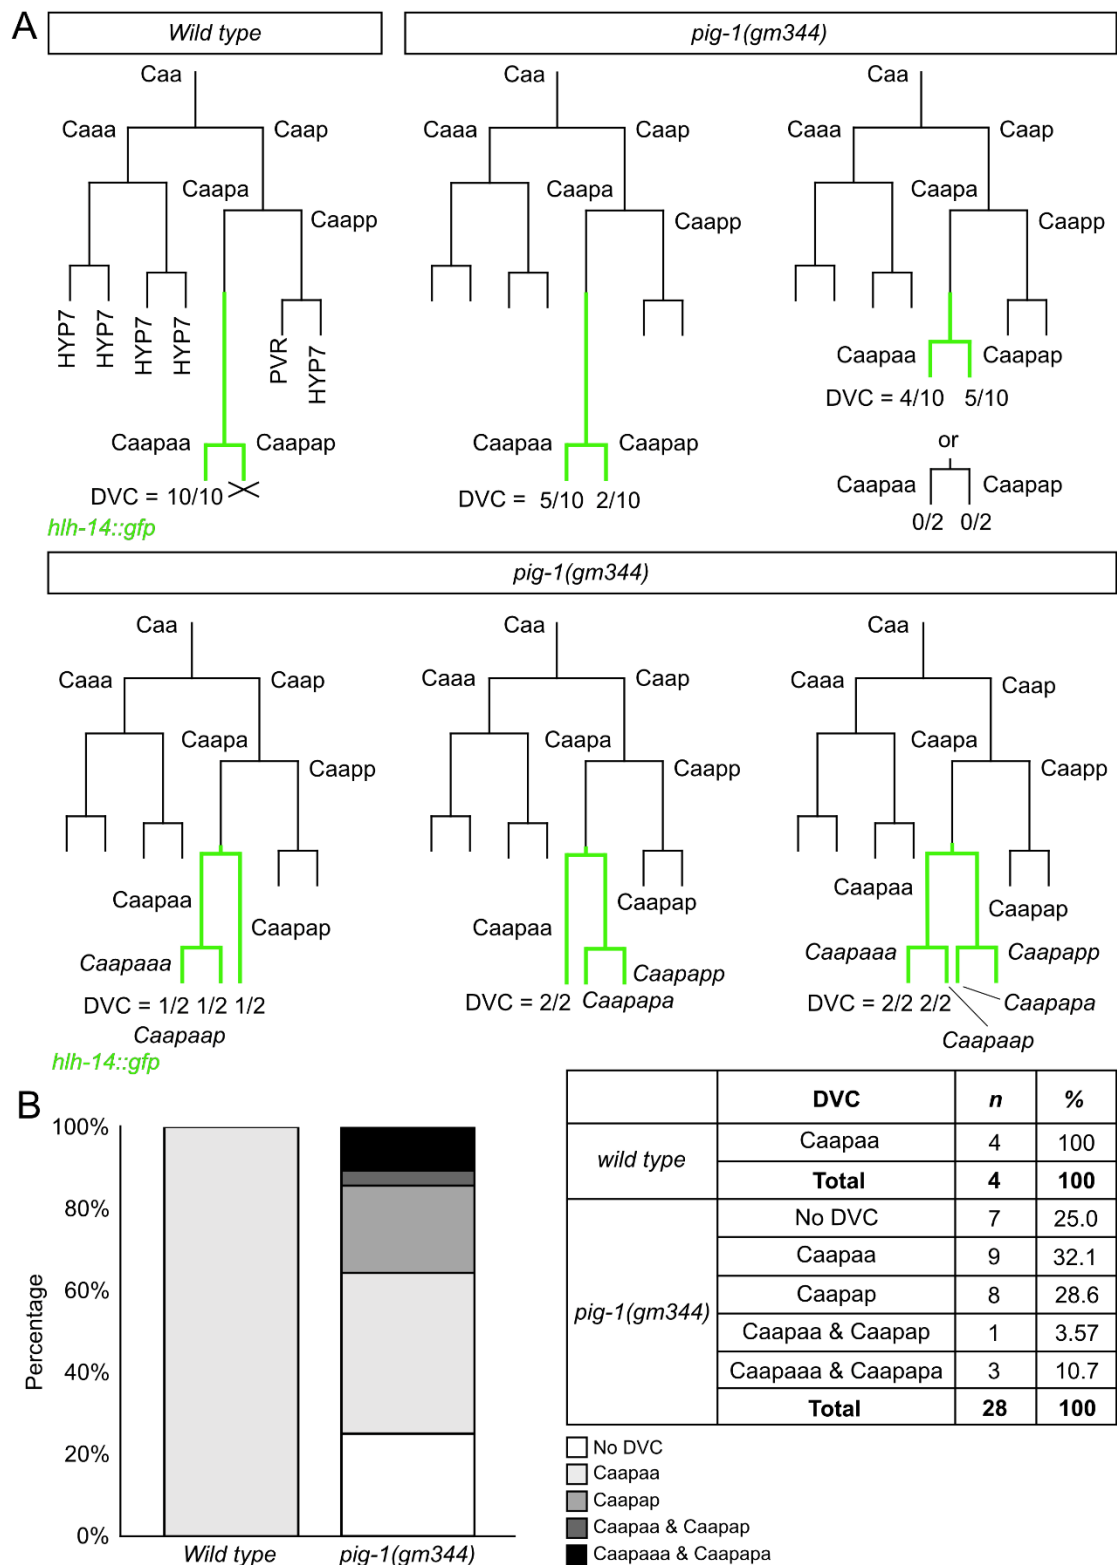 A
Wild type
pig-1(gm344)
Caa
Caaa
Caap
Caapa
Caapp
HYP7
HYP7
HYP7
HYP7
PVR
HYP7
Caapaa
Caapap
DVC = 10/10
hlh-14::gfp
Caa
Caaa
Caap
Caapa
Caapp
Caapaa
Caapap
DVC = 5/10 2/10
Caa
Caaa
Caap
Caapa
Caapp
Caapaa
Caapap
DVC = 4/10 5/10
or
Caapaa
Caapap
0/2 0/2
pig-1(gm344)
Caa
Caaa
Caap
Caapa
Caapp
Caapaa
Caapap
Caapaaa
DVC = 1/2 1/2 1/2
Caapaap
hlh-14::gfp
Caa
Caaa
Caap
Caapa
Caapp
Caapap
Caapaa
Caapapp
DVC = 2/2
Caapapa
Caa
Caaa
Caap
Caapa
Caapp
Caapaa
Caapap
Caapaaa
Caapapp
DVC = 2/2 2/2
Caapapa
Caapaap
B
100%
80%
60%
40%
20%
0%
Percentage
Wild type
pig-1(gm344)
DVC n %
wild type
Caapaa 4 100
Total 4 100
pig-1(gm344)
No DVC 7 25.0
Caapaa 9 32.1
Caapap 8 28.6
Caapaa & Caapap 1 3.57
Caapaaa & Caapapa 3 10.7
Total 28 100
No DVC
Caapaa
Caapap
Caapaa & Caapap
Caapaaa & Caapapa